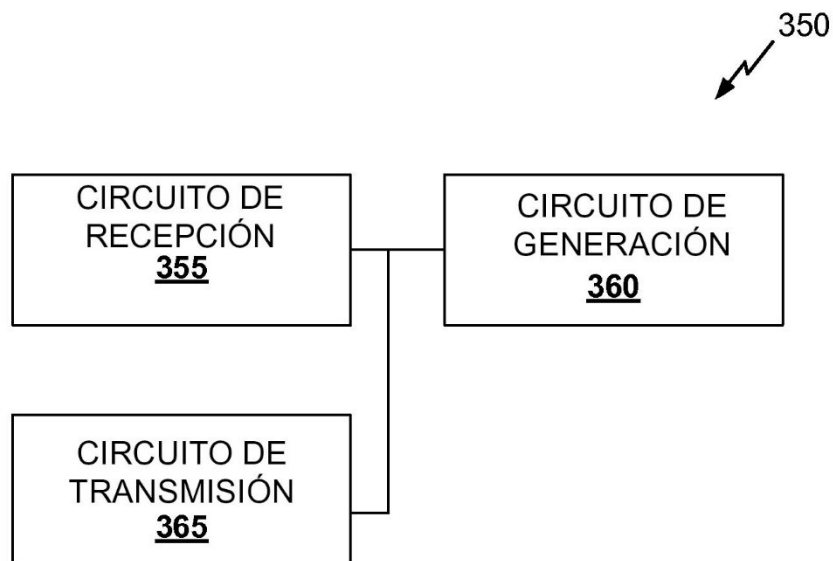 350
CIRCUITO DE
RECEPCIÓN
355
CIRCUITO DE
GENERACIÓN
360
CIRCUITO DE
TRANSMISIÓN
365